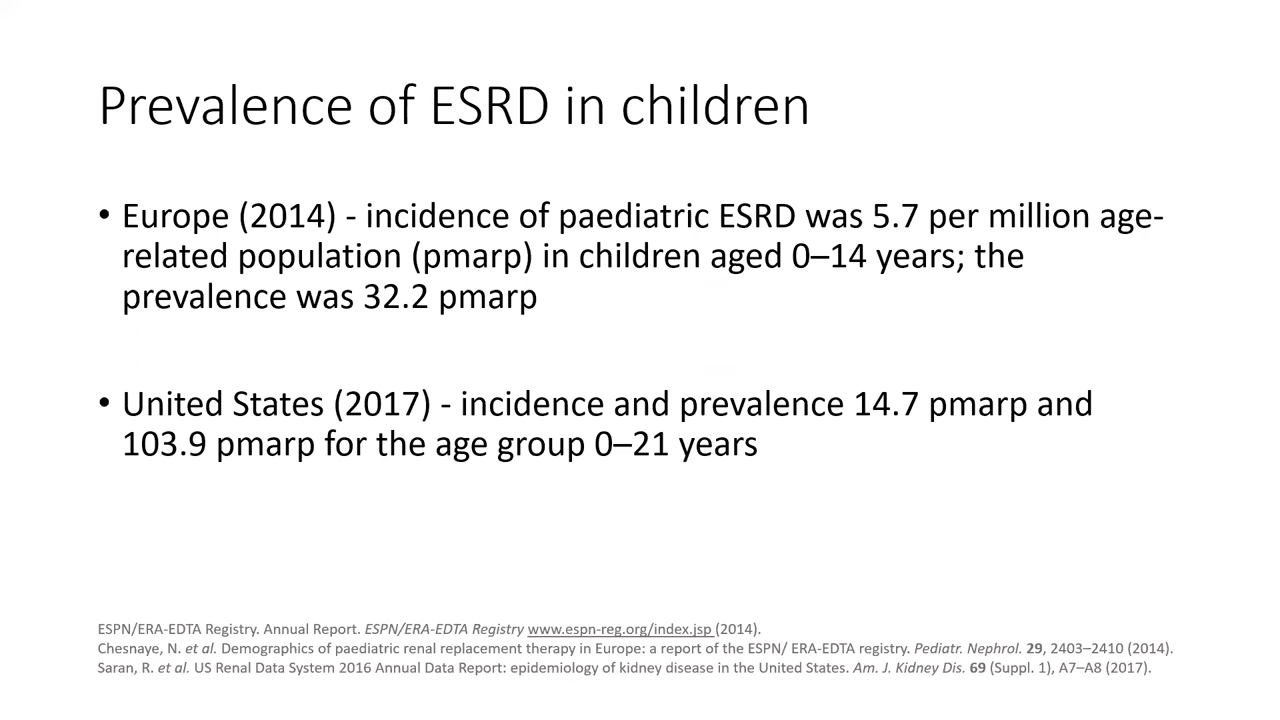 Prevalence of ESRD in children
• Europe (2014) - incidence of paediatric ESRD was 5.7 per million age-
related population (pmarp) in children aged 0–14 years; the
prevalence was 32.2 pmarp
• United States (2017) - incidence and prevalence 14.7 pmarp and
103.9 pmarp for the age group 0–21 years
ESPN/ERA-EDTA Registry. Annual Report. ESPN/ERA-EDTA Registry www.espn-reg.org/index.jsp (2014).
Chesnaye, N. et al. Demographics of paediatric renal replacement therapy in Europe: a report of the ESPN/ ERA-EDTA registry. Pediatr. Nephrol. 29, 2403–2410 (2014).
Saran, R. et al. US Renal Data System 2016 Annual Data Report: epidemiology of kidney disease in the United States. Am. J. Kidney Dis. 69 (Suppl. 1), A7–A8 (2017).